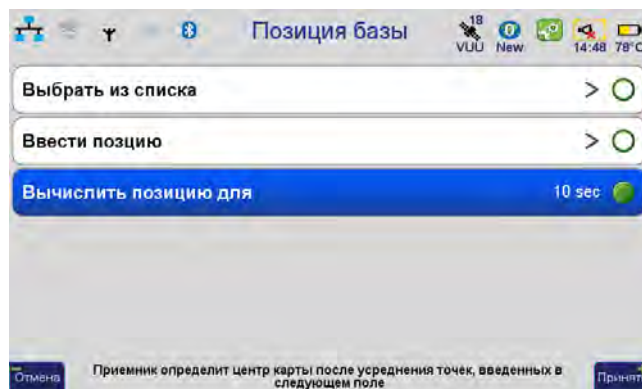 Позиция базы
18
VUU
New
14:48
78°C
Выбрать из списка
>
Ввести позцию
>
Вычислить позицию для
10 sec
Отмена
Приемник определит центр карты после усреднения точек, введенных в
следующем поле
Принят